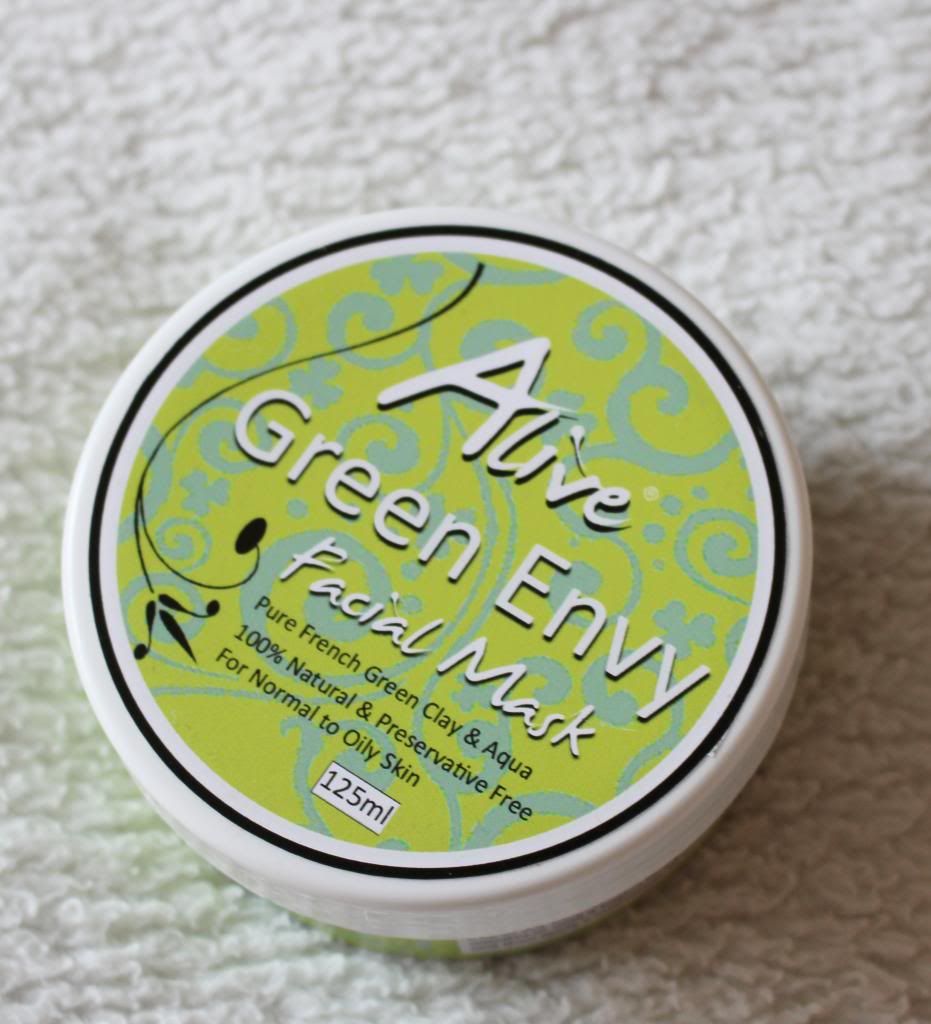 Alive®
Green Envy
Facial Mask
Pure French Green Clay & Aqua
100% Natural & Preservative Free
For Normal to Oily Skin
125ml